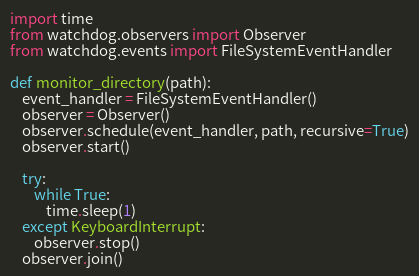 import time
from watchdog.observers import Observer
from watchdog.events import FileSystemEventHandler

def monitor_directory(path):
    event_handler = FileSystemEventHandler()
    observer = Observer()
    observer.schedule(event_handler, path, recursive=True)
    observer.start()

    try:
        while True:
            time.sleep(1)
    except KeyboardInterrupt:
        observer.stop()
    observer.join()